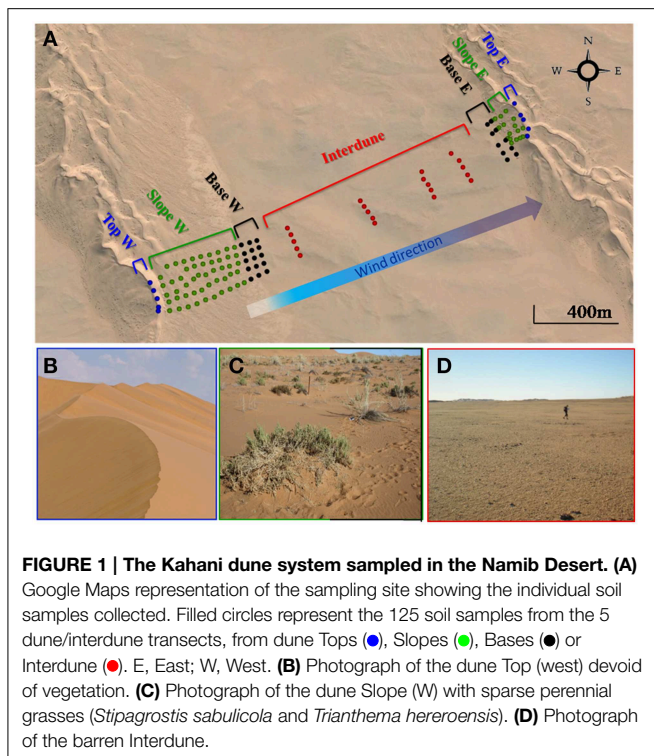 A
N
W E
S
Top E
Slope E
Base E
Interdune
Base W
Slope W
Top W
Wind direction
400m
B
C
D
FIGURE 1 | The Kahani dune system sampled in the Namib Desert. (A)
Google Maps representation of the sampling site showing the individual soil
samples collected. Filled circles represent the 125 soil samples from the 5
dune/interdune transects, from dune Tops (●), Slopes (●), Bases (●) or
Interdune (●). E, East; W, West. (B) Photograph of the dune Top (west) devoid
of vegetation. (C) Photograph of the dune Slope (W) with sparse perennial
grasses (Stipagrostis sabulicola and Trianthema hereroensis). (D) Photograph
of the barren Interdune.